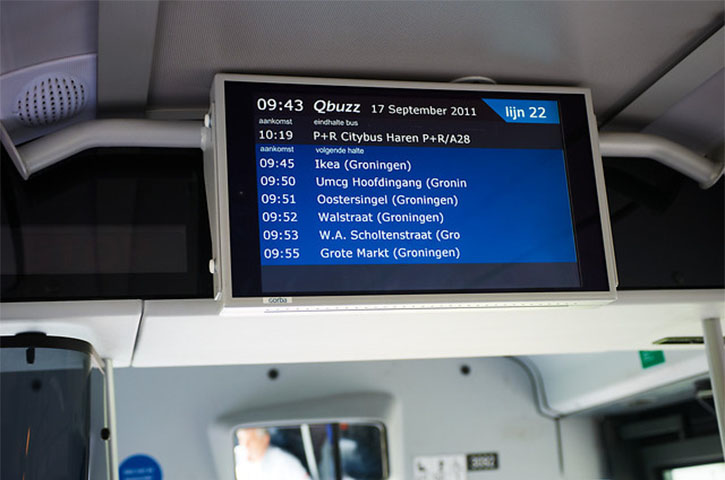 09:43 Qbuzz 17 September 2011 lijn 22
aankomst eindhalte bus
10:19 P+R Citybus Haren P+R/A28
aankomst volgende halte
09:45 Ikea (Groningen)
09:50 Umcg Hoofdingang (Gronin
09:51 Oostersingel (Groningen)
09:52 Walstraat (Groningen)
09:53 W.A. Scholtenstraat (Gro
09:55 Grote Markt (Groningen)
gorba